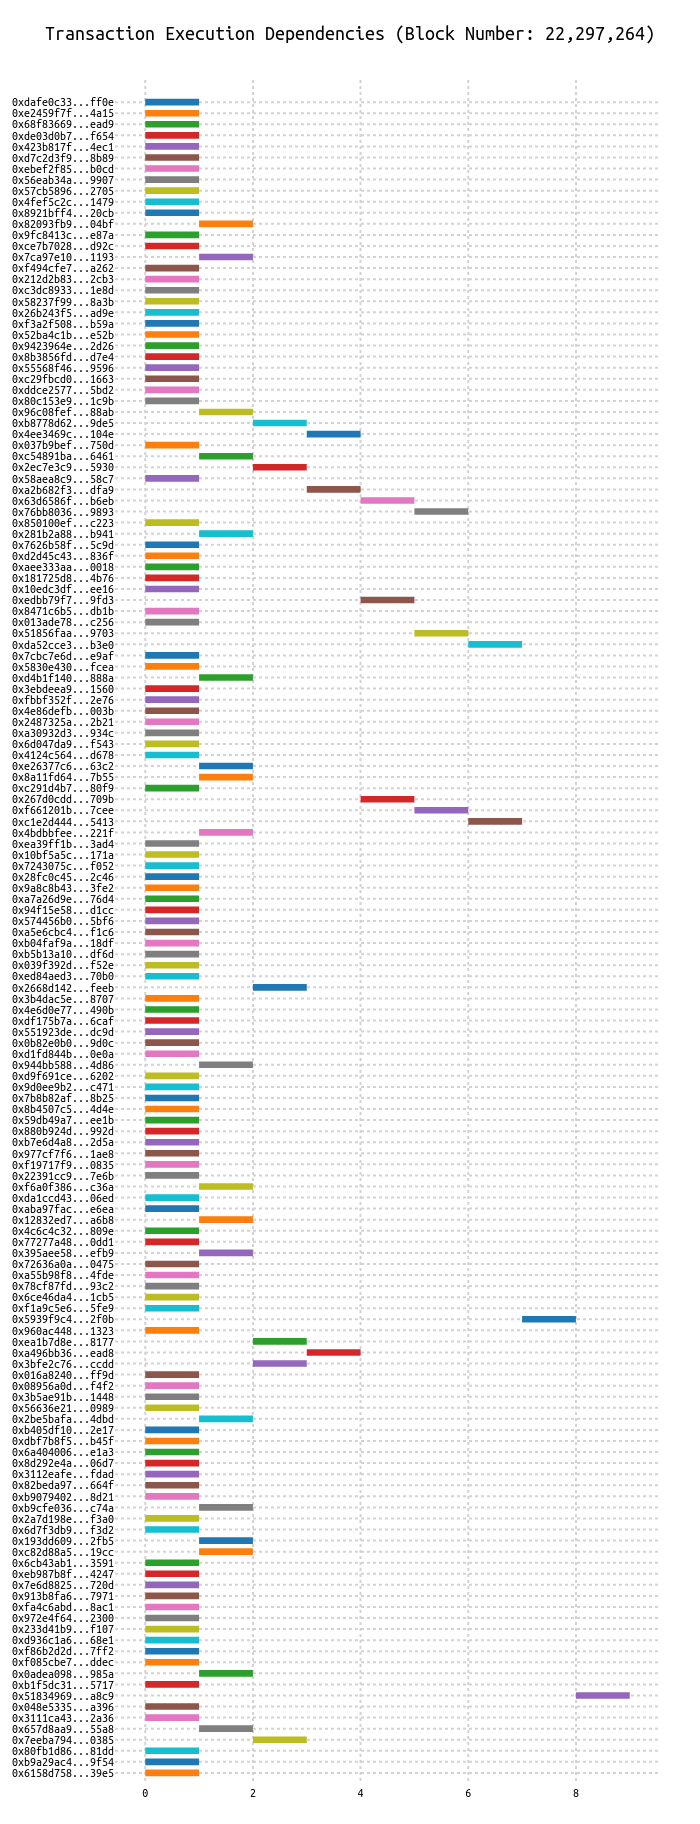 Transaction Execution Dependencies (Block Number: 22,297,264)
0xdafe0c33...ff0e
0xe2459f7f...4a15
0x68f83669...ead9
0xde03d0b7...f654
0x423b817f...4ec1
0xd7c2d3f9...8b89
0xebef2f85...b0cd
0x56eab34a...9907
0x57cb5896...2705
0x4fef5c2c...1479
0x8921bff4...20cb
0x82093fb9...04bf
0x9fc8413c...e87a
0xce7b7028...d92c
0x7ca97e10...1193
0xf494cfe7...a262
0x212d2b83...2cb3
0xc3dc8933...1e8d
0x58237f99...8a3b
0x26b243f5...ad9e
0xf3a2f508...b59a
0x52ba4c1b...e52b
0x9423964e...2d26
0x8b3856fd...d7e4
0x55568f46...9596
0xc29fbcd0...1663
0xddce2577...5bd2
0x80c153e9...1c9b
0x96c08fef...88ab
0xb8778d62...9de5
0x4ee3469c...104e
0x037b9bef...750d
0xc54891ba...6461
0x2ec7e3c9...5930
0x58aea8c9...58c7
0xa2b682f3...dfa9
0x63d6586f...b6eb
0x76bb8036...9893
0x850100ef...c223
0x281b2a88...b941
0x7626b58f...5c9d
0xd2d45c43...836f
0xaee333aa...0018
0x181725d8...4b76
0x10edc3df...ee16
0xedbb79f7...9fd3
0x8471c6b5...db1b
0x013ade78...c256
0x51856faa...9703
0xda52cce3...b3e0
0x7cbc7e6d...e9af
0x5830e430...fcea
0xd4b1f140...888a
0x3ebdeea9...1560
0xfbbf352f...2e76
0x4e86defb...003b
0x2487325a...2b21
0xa30932d3...934c
0x6d047da9...f543
0x4124c564...d678
0xe26377c6...63c2
0x8a11fd64...7b55
0xc291d4b7...80f9
0x267d0cdd...709b
0xf661201b...7cee
0xc1e2d444...5413
0x4bdbbfee...221f
0xea39ff1b...3ad4
0x10bf5a5c...171a
0x7243075c...f052
0x28fc0c45...2c46
0x9a8c8b43...3fe2
0xa7a26d9e...76d4
0x94f15e58...d1cc
0x574456b0...5bf6
0xa5e6cbc4...f1c6
0xb04faf9a...18df
0xb5b13a10...df6d
0x039f392d...f52e
0xed84aed3...70b0
0x2668d142...feeb
0x3b4dac5e...8707
0x4e6d0e77...490b
0xdf175b7a...6caf
0x551923de...dc9d
0x0b82e0b0...9d0c
0xd1fd844b...0e0a
0x944bb588...4d86
0xd9f691ce...6202
0x9d0ee9b2...c471
0x7b8b82af...8b25
0x8b4507c5...4d4e
0x59db49a7...ee1b
0x880b924d...992d
0xb7e6d4a8...2d5a
0x977cf7f6...1ae8
0xf19717f9...0835
0x22391cc9...7e6b
0xf6a0f386...c36a
0xda1ccd43...06ed
0xaba97fac...e6ea
0x12832ed7...a6b8
0x4c6c4c32...809e
0x77277a48...0dd1
0x395aee58...efb9
0x72636a0a...0475
0xa55b98f8...4fde
0x78cf87fd...93c2
0x6ce46da4...1cb5
0xf1a9c5e6...5fe9
0x5939f9c4...2f0b
0x960ac448...1323
0xea1b7d8e...8177
0xa496bb36...ead8
0x3bfe2c76...ccdd
0x016a8240...ff9d
0x08956a0d...f4f2
0x3b5ae91b...1448
0x56636e21...0989
0x2be5bafa...4dbd
0xb405df10...2e17
0xdbf7b8f5...b45f
0x6a404006...e1a3
0x8d292e4a...06d7
0x3112eafe...fdad
0x82beda97...664f
0xb9079402...8d21
0xb9cfe036...c74a
0x2a7d198e...f3a0
0x6d7f3db9...f3d2
0x193dd609...2fb5
0xc82d88a5...19cc
0x6cb43ab1...3591
0xeb987b8f...4247
0x7e6d8825...720d
0x913b8fa6...7971
0xfa4c6abd...8ac1
0x972e4f64...2300
0x233d41b9...f107
0xd936c1a6...68e1
0xf86b2d2d...7ff2
0xf085cbe7...ddec
0x0adea098...985a
0xb1f5dc31...5717
0x51834969...a8c9
0x048e5335...a396
0x3111ca43...2a36
0x657d8aa9...55a8
0x7eeba794...0385
0x80fb1d86...81dd
0xb9a29ac4...9f54
0x6158d758...39e5
0 2 4 6 8